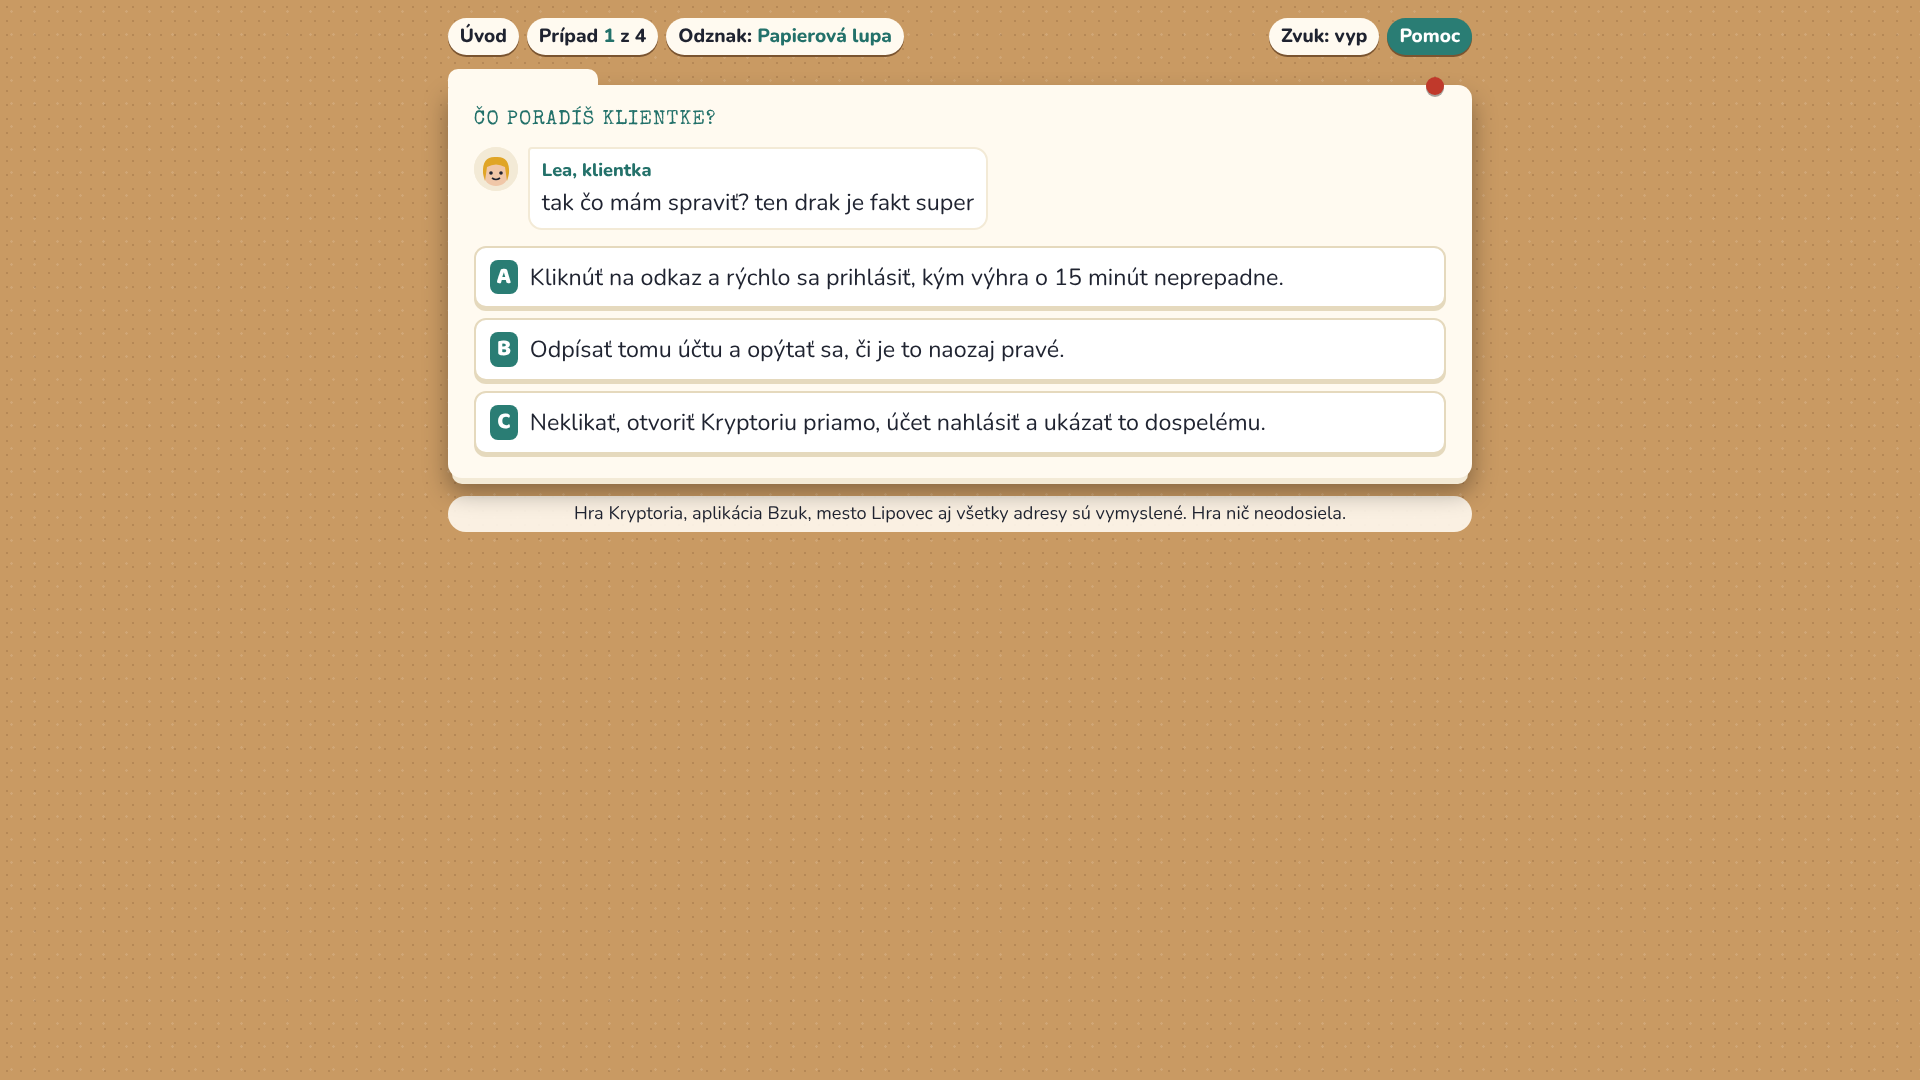 Úvod
Prípad 1 z 4
Odznak: Papierová lupa
Zvuk: vyp
Pomoc
ČO PORADÍŠ KLIENTKE?
Lea, klientka
tak čo mám spraviť? ten drak je fakt super
A Kliknúť na odkaz a rýchlo sa prihlásiť, kým výhra o 15 minút neprepadne.
B Odpísať tomu účtu a opýtať sa, či je to naozaj pravé.
C Neklikať, otvoriť Kryptoriu priamo, účet nahlásiť a ukázať to dospelému.
Hra Kryptoria, aplikácia Bzuk, mesto Lipovec aj všetky adresy sú vymyslené. Hra nič neodosiela.